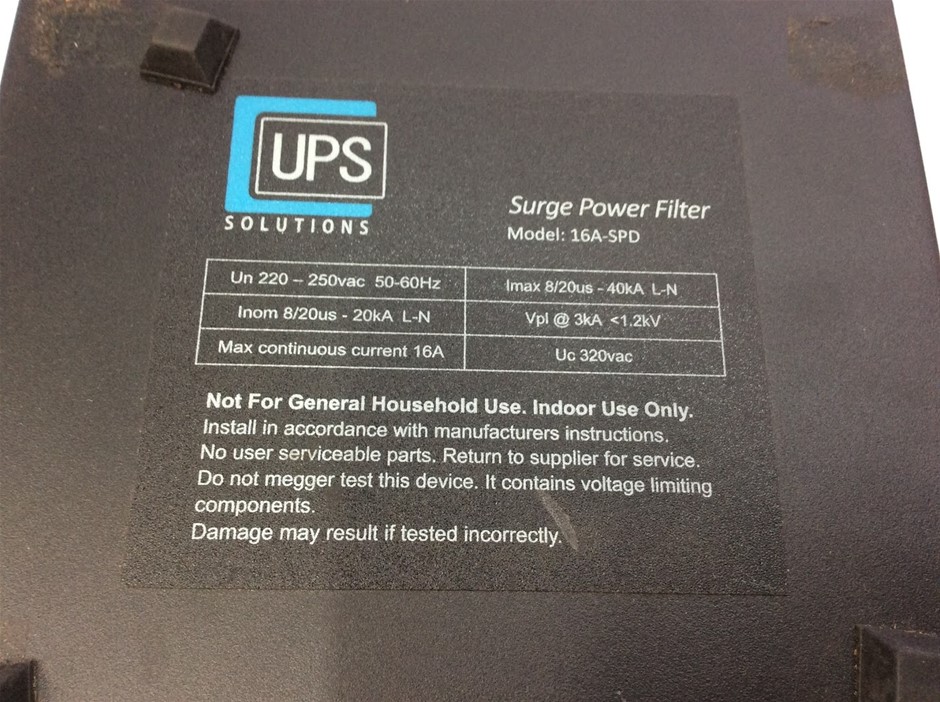 UPS
SOLUTIONS
Surge Power Filter
Model: 16A-SPD
Un 220 – 250vac 50-60Hz
Imax 8/20us - 40kA L-N
Inom 8/20us - 20kA L-N
Vpl @ 3kA <1.2kV
Max continuous current 16A
Uc 320vac
Not For General Household Use. Indoor Use Only.
Install in accordance with manufacturers instructions.
No user serviceable parts. Return to supplier for service.
Do not megger test this device. It contains voltage limiting
components.
Damage may result if tested incorrectly.